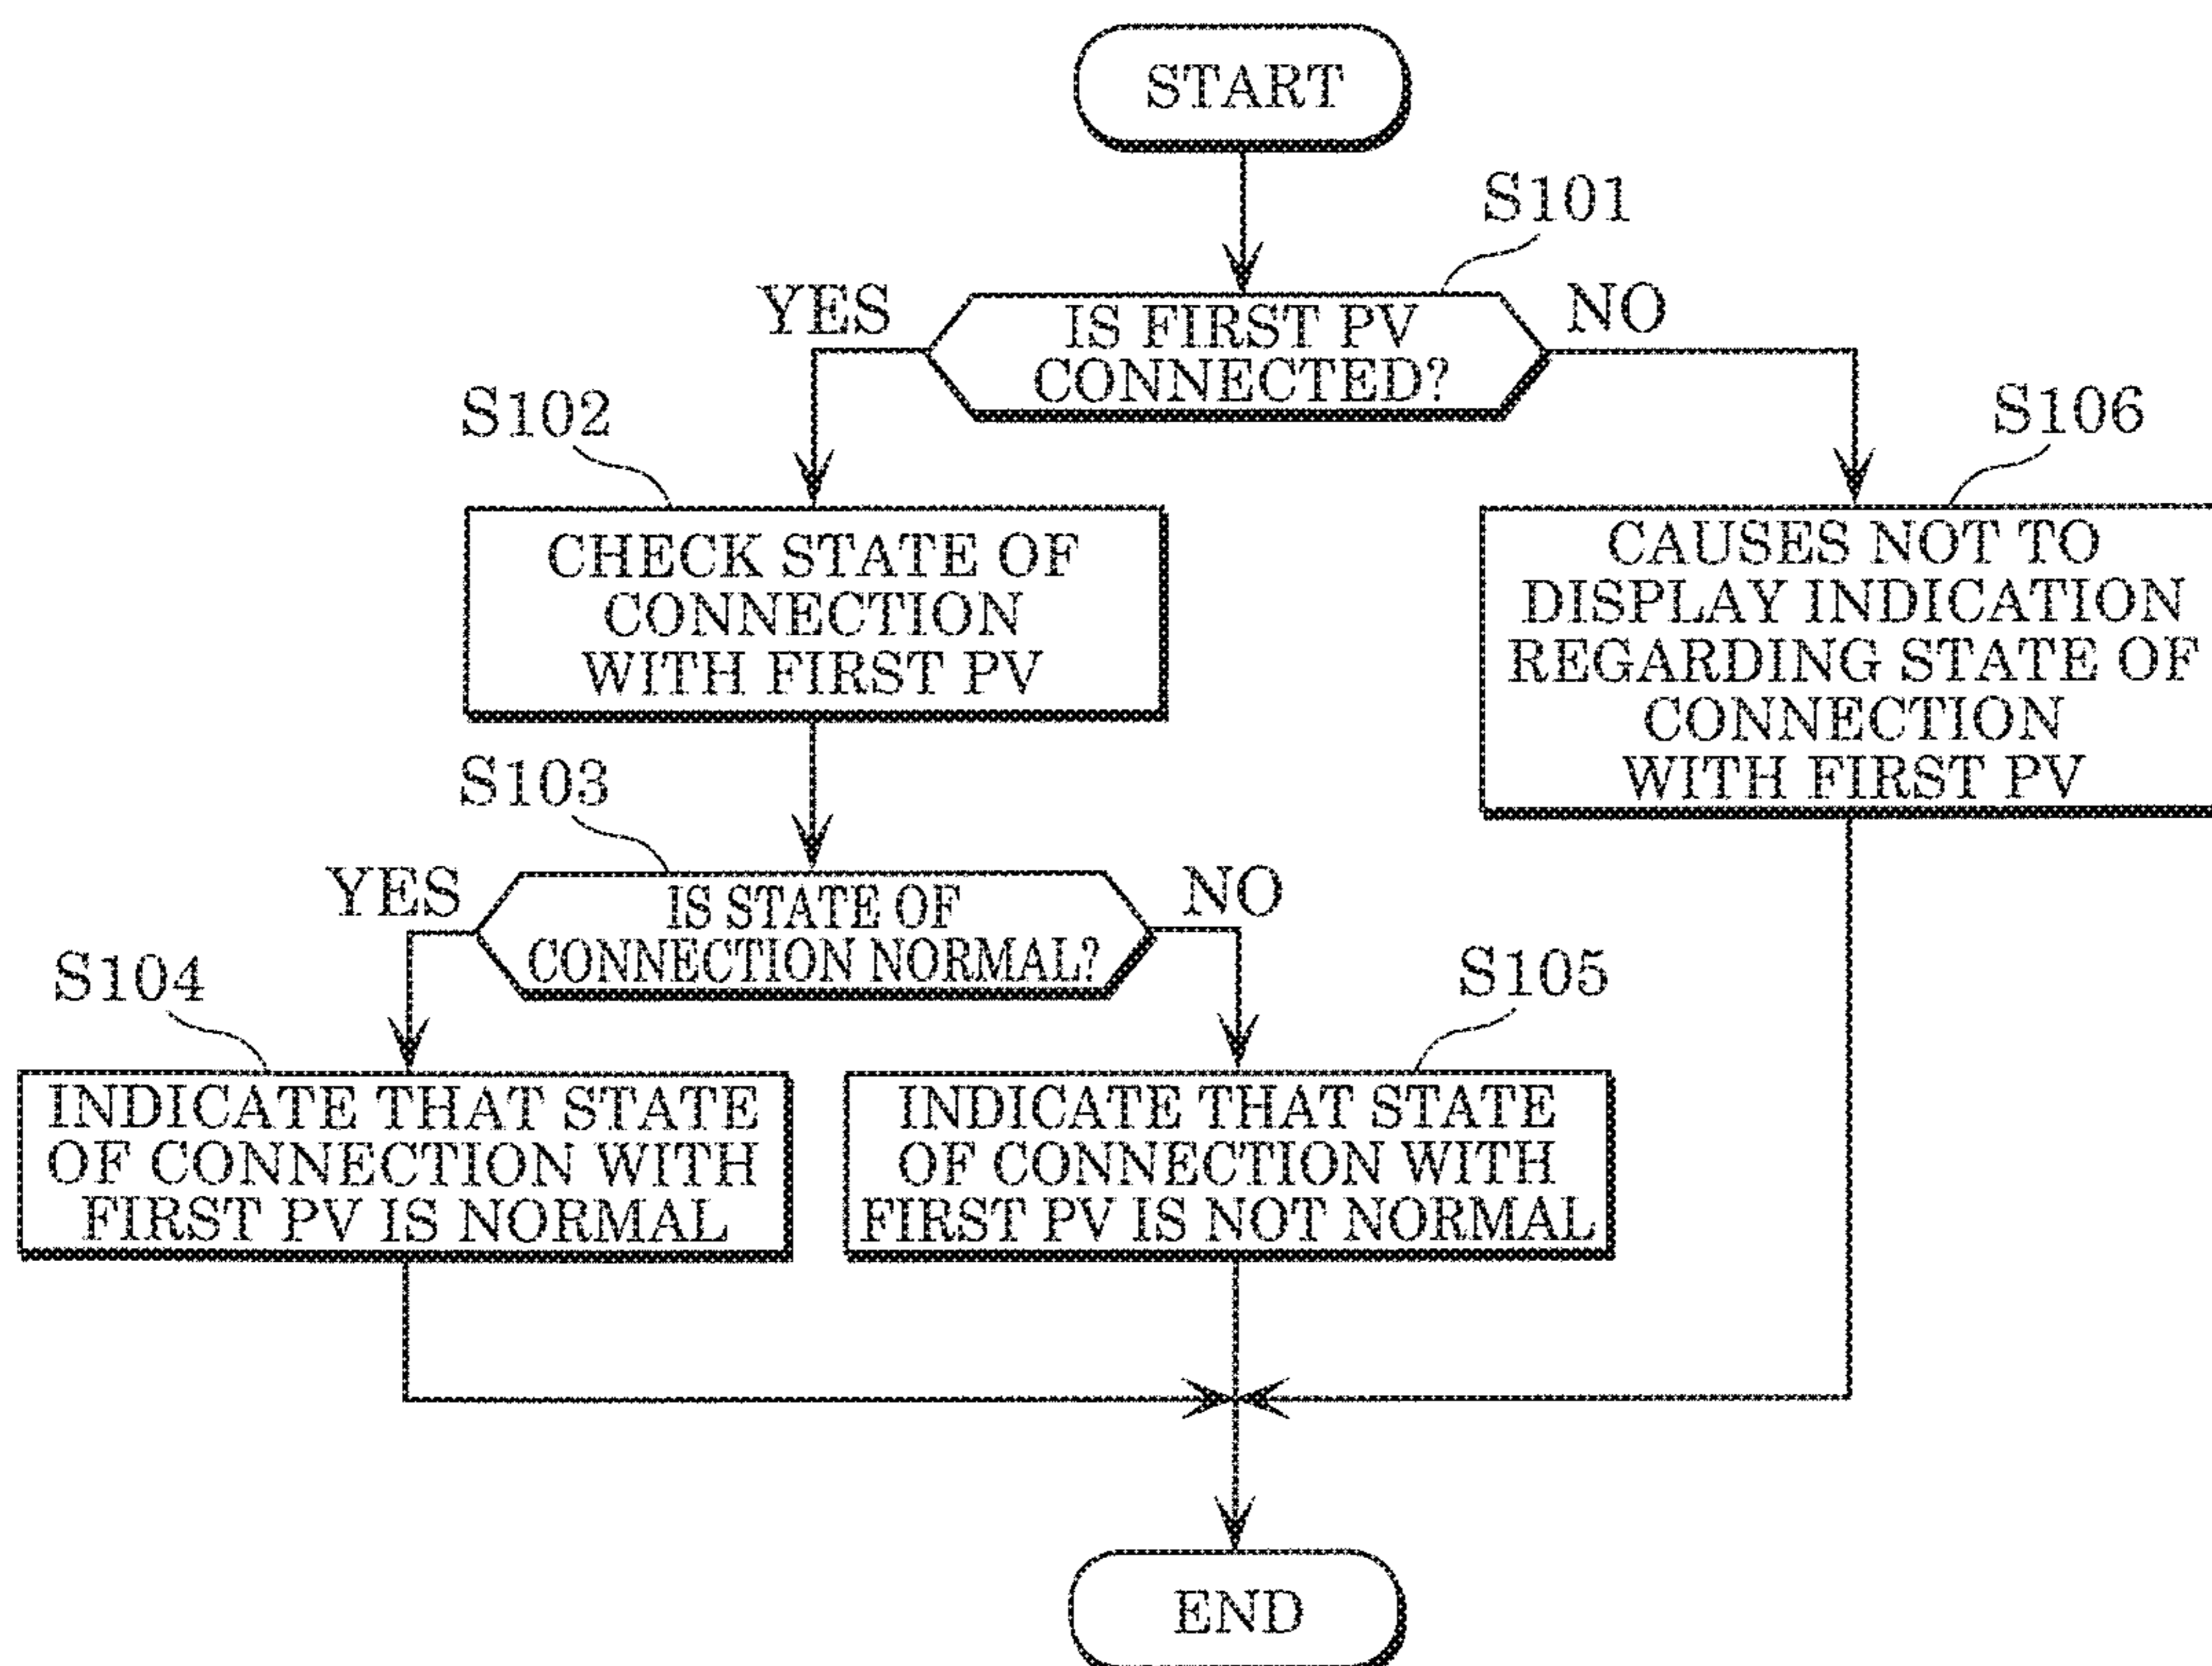 START
S101
YES
IS FIRST PV
CONNECTED?
NO
S102
CHECK STATE OF
CONNECTION
WITH FIRST PV
S106
CAUSES NOT TO
DISPLAY INDICATION
REGARDING STATE OF
CONNECTION
WITH FIRST PV
S103
YES
IS STATE OF
CONNECTION NORMAL?
NO
S104
INDICATE THAT STATE
OF CONNECTION WITH
FIRST PV IS NORMAL
S105
INDICATE THAT STATE
OF CONNECTION WITH
FIRST PV IS NOT NORMAL
END